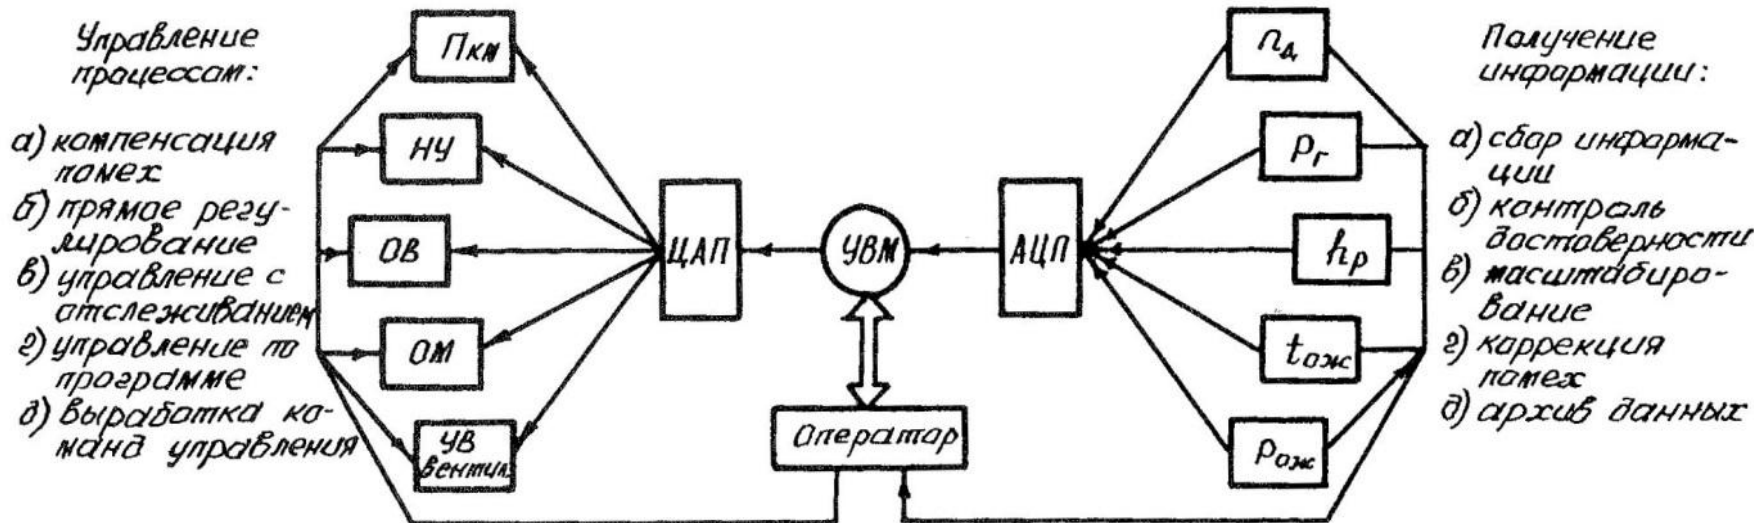 Управление
процессом:
а) компенсация
помех
б) прямое регу-
лирование
в) управление с
отслеживанием
г) управление по
программе
д) выработка ко-
манд управления
Пкм
НУ
ОВ
ОМ
УВ
вентил.
ЦАП
УВМ
Оператор
АЦП
nд
Pг
hр
tож
Pож
Получение
информации:
а) сбор информа-
ции
б) контроль
достоверности
в) масштабиро-
вание
г) коррекция
помех
д) архив данных